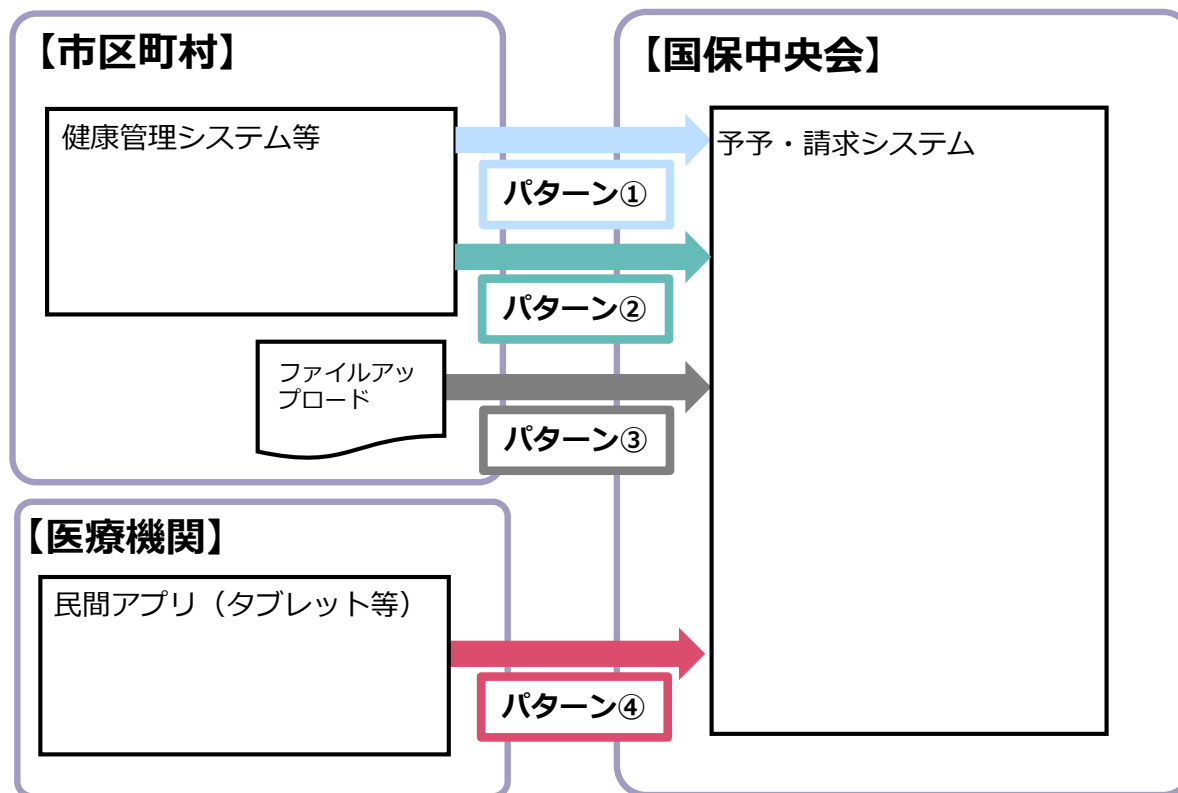 【市区町村】
健康管理システム等
パターン①
パターン②
ファイルアッ
プロード
パターン③
【医療機関】
民間アプリ（タブレット等）
パターン④
【国保中央会】
予予・請求システム